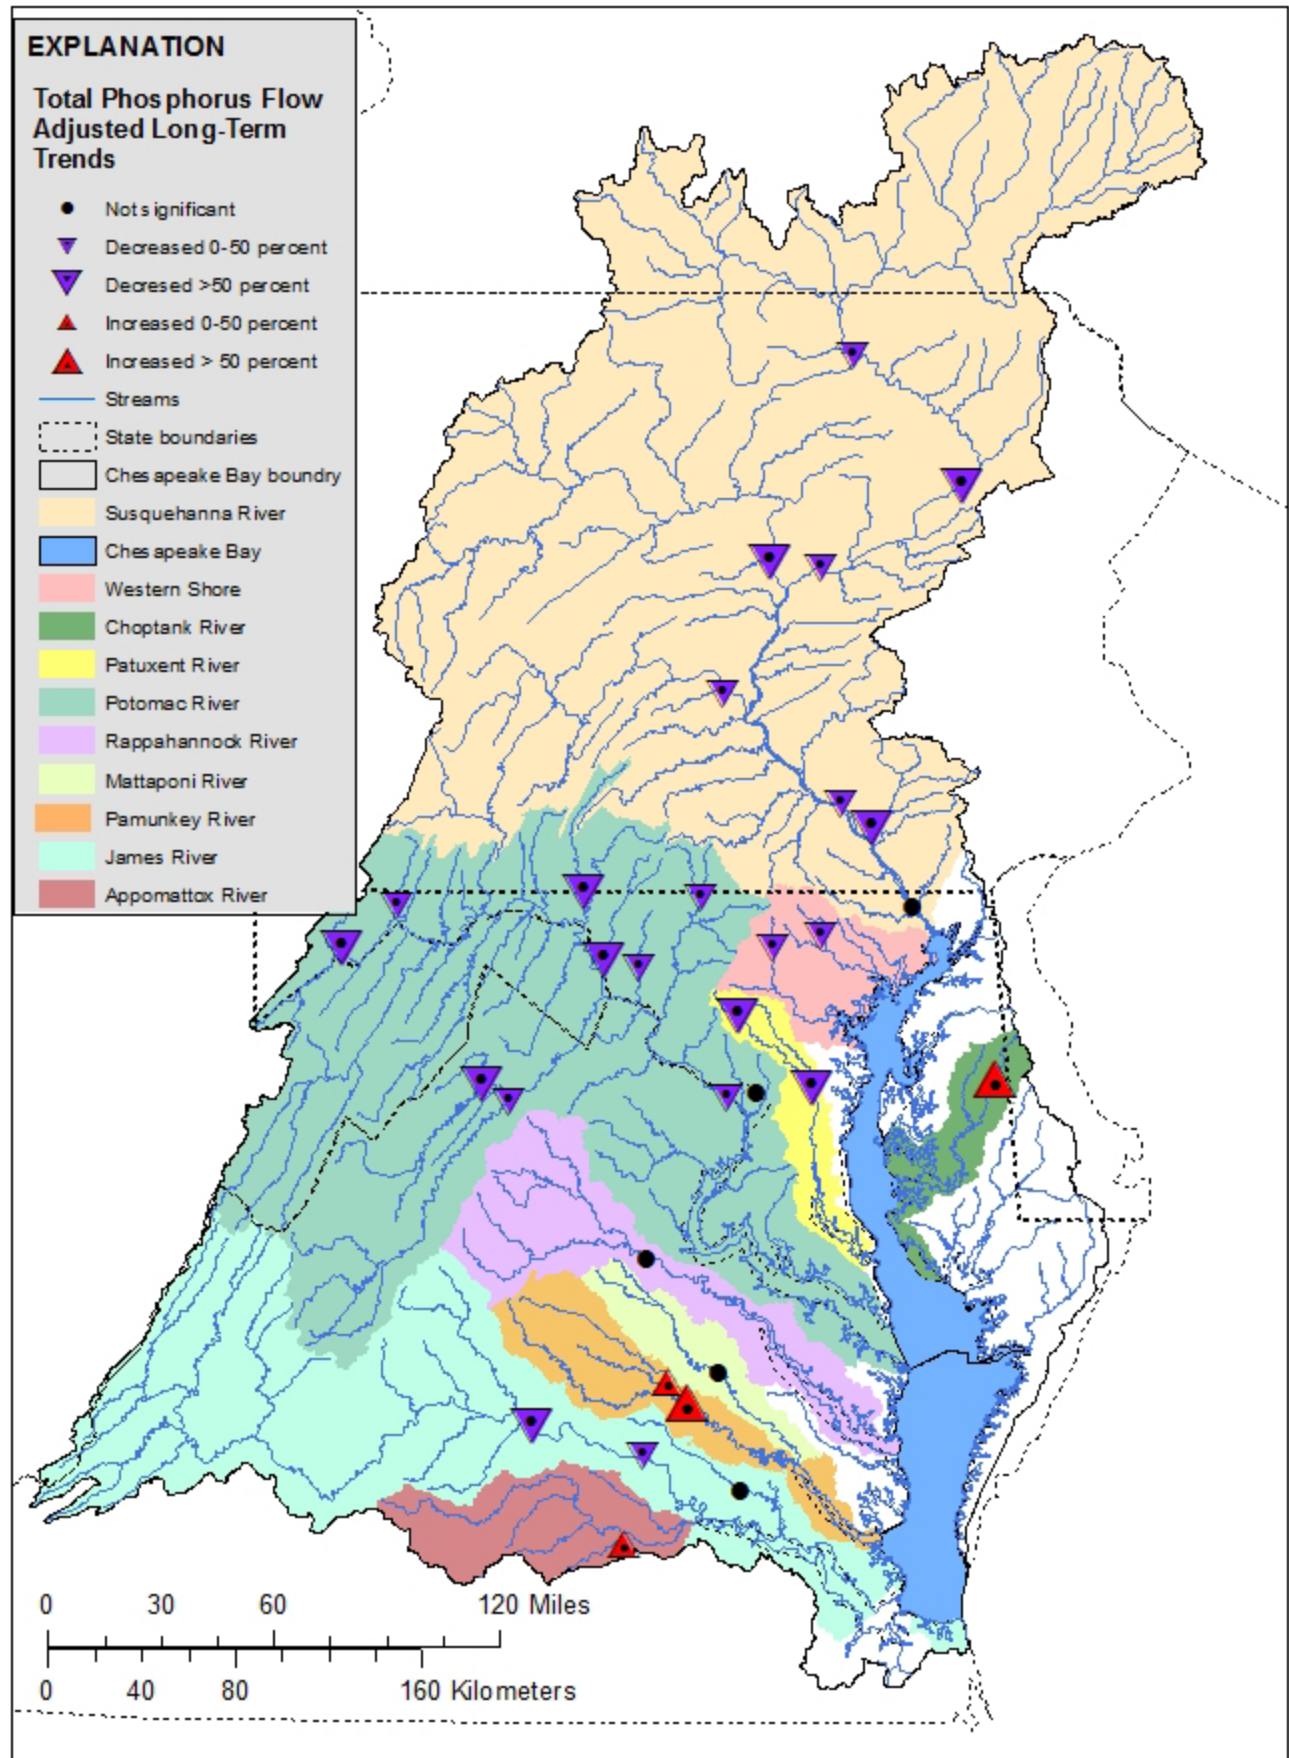 EXPLANATION
Total Phosphorus Flow
Adjusted Long-Term
Trends
Not significant
Decreased 0-50 percent
Decresed >50 percent
Increased 0-50 percent
Increased > 50 percent
Streams
State boundaries
Chesapeake Bay boundry
Susquehanna River
Chesapeake Bay
Western Shore
Choptank River
Patuxent River
Potomac River
Rappahannock River
Mattaponi River
Pamunkey River
James River
Appomattox River
0 30 60 120 Miles
0 40 80 160 Kilometers